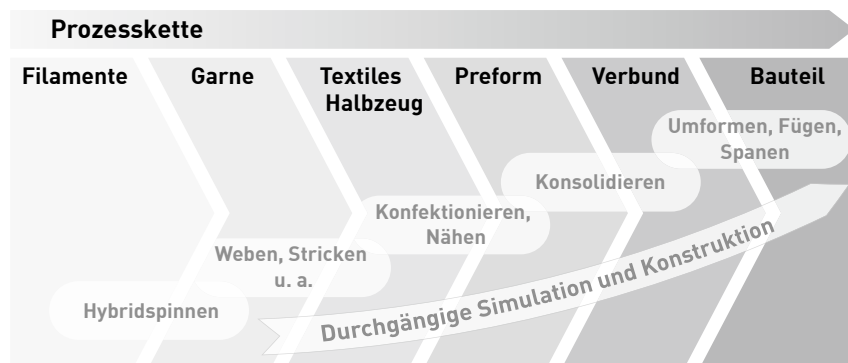 Prozesskette
Filamente
Garne
Textiles
Halbzeug
Preform
Verbund
Bauteil
Umformen, Fügen,
Spanen
Konsolidieren
Konfektionieren,
Nähen
Weben, Stricken
u. a.
Hybridspinnen
Durchgängige Simulation und Konstruktion